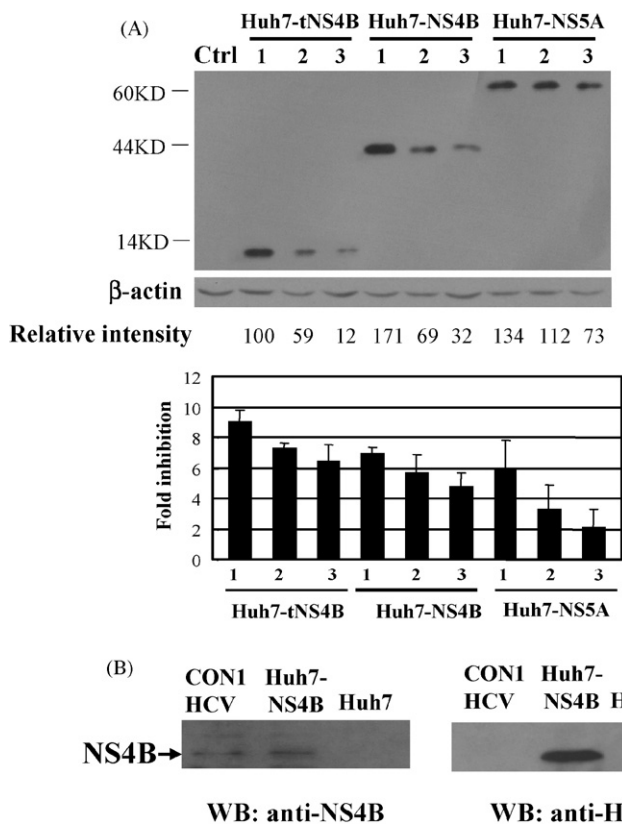 (A)
Huh7-tNS4B Huh7-NS4B Huh7-NS5A
Ctrl 1 2 3 1 2 3 1 2 3
60KD
44KD
14KD
β-actin
Relative intensity 100 59 12 171 69 32 134 112 73
12
10
8
6
4
2
0
Fold inhibition
1 2 3 1 2 3 1 2 3
Huh7-tNS4B Huh7-NS4B Huh7-NS5A
(B)
CON1 Huh7- CON1 Huh7-
HCV NS4B Huh7 HCV NS4B H
NS4B
WB: anti-NS4B WB: anti-H